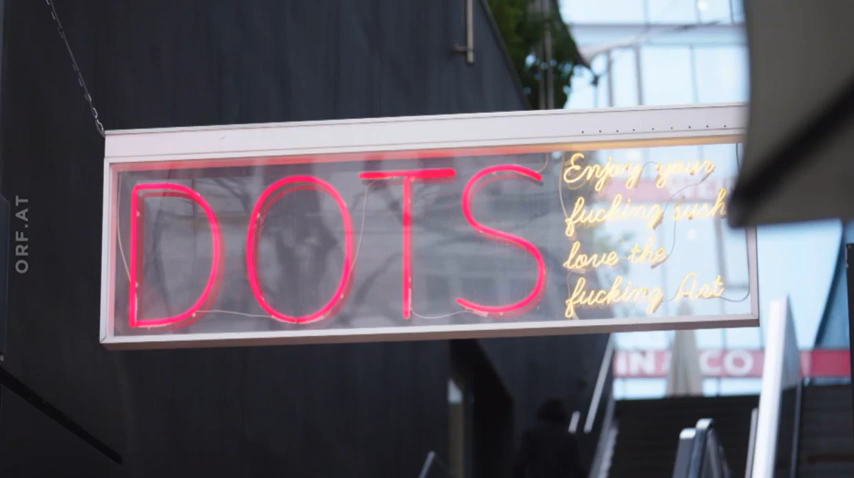 ORF.AT
DOTS
Enjoy your
fucking sush
love the
fucking Art